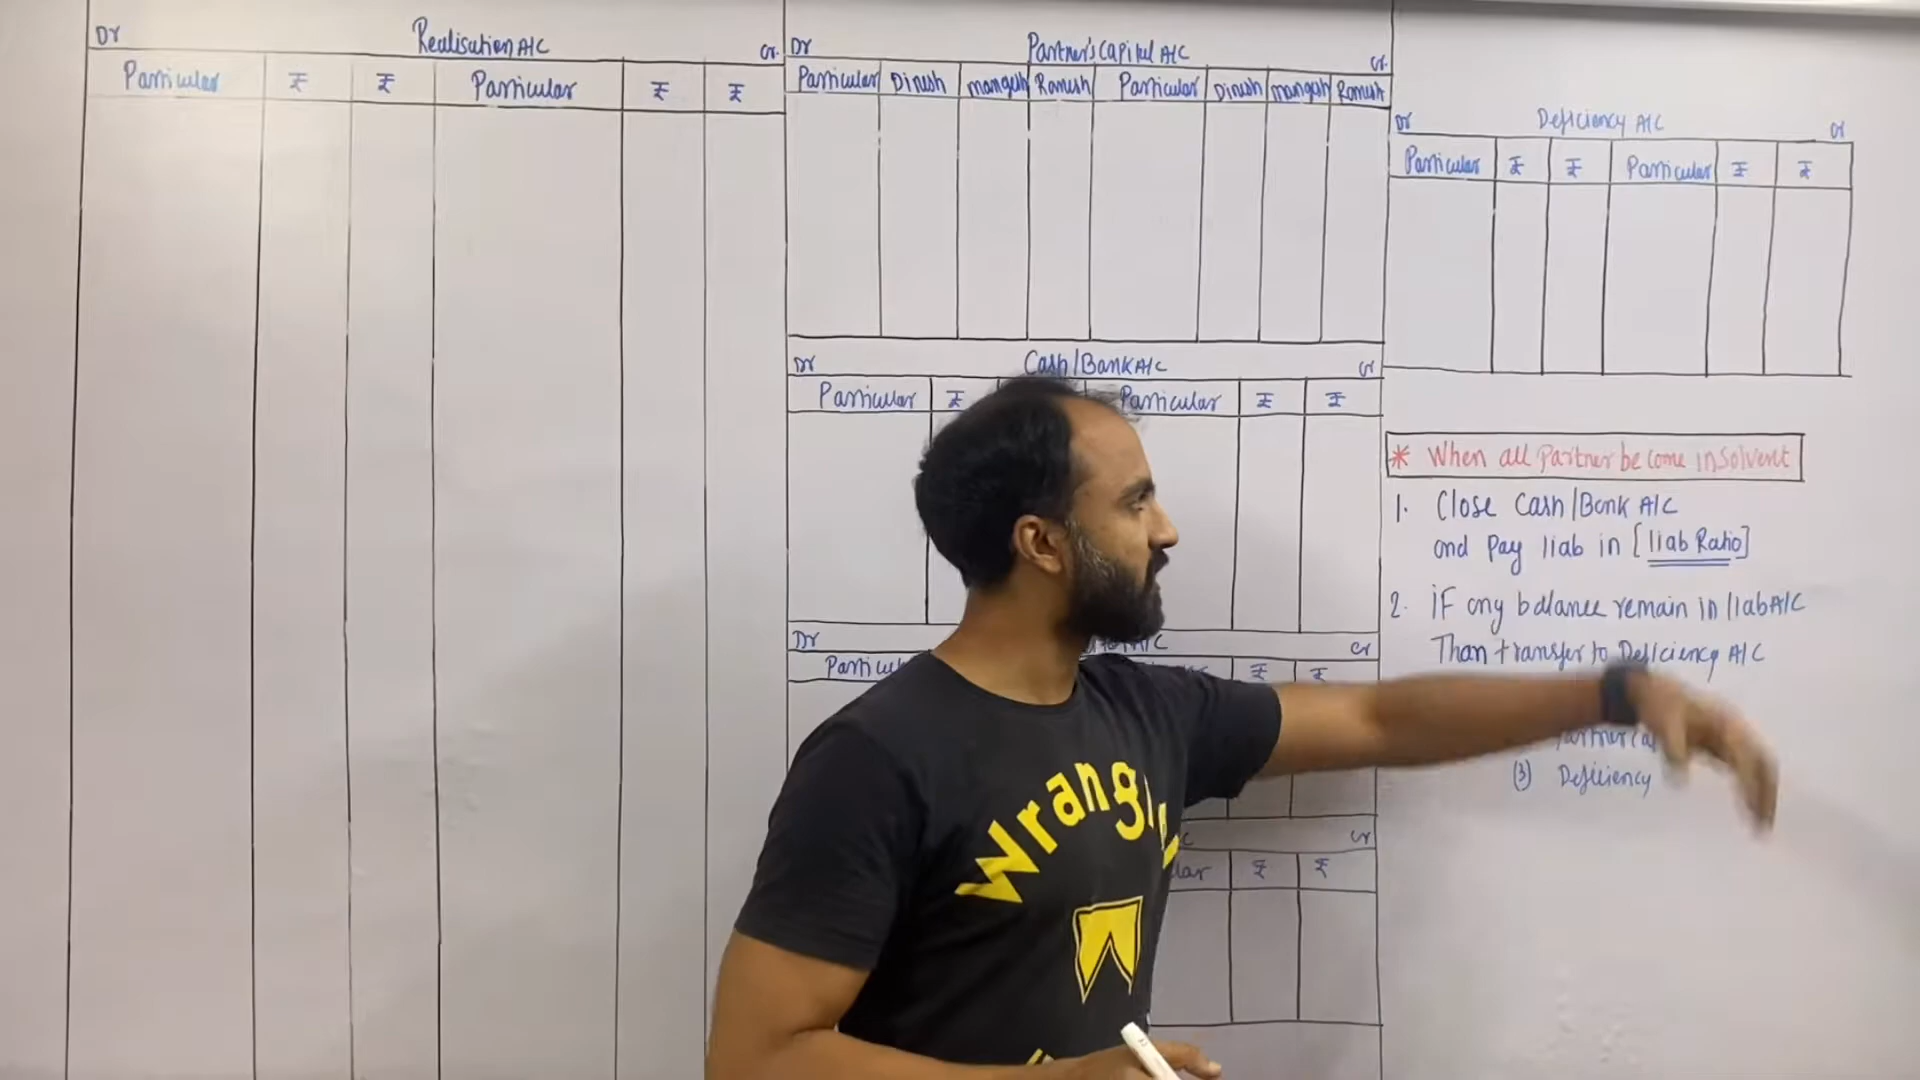 Dr Realisation A/C Cr.
Particular ₹ ₹ Particular ₹ ₹
Dr Partner's Capital A/C Cr.
Particular Dinesh mangesh Ramesh Particular Dinesh mangesh Ramesh
Dr Deficiency A/C Cr
Particular ₹ ₹ Particular ₹ ₹
Dr Cash/Bank A/C Cr
Particular ₹ Particular ₹ ₹
Dr A/C Cr
₹ ₹
Cr
₹ ₹
* When all Partner become insolvent
1. Close Cash/Bank A/C
and Pay liab in [liab Ratio]
2. IF any balance remain in liab A/C
Than transfer to Deficiency A/C
(3) Deficiency
Wrang